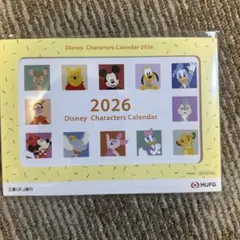 Disney Characters Calendar 2026
2026
Disney Characters Calendar
MUFG